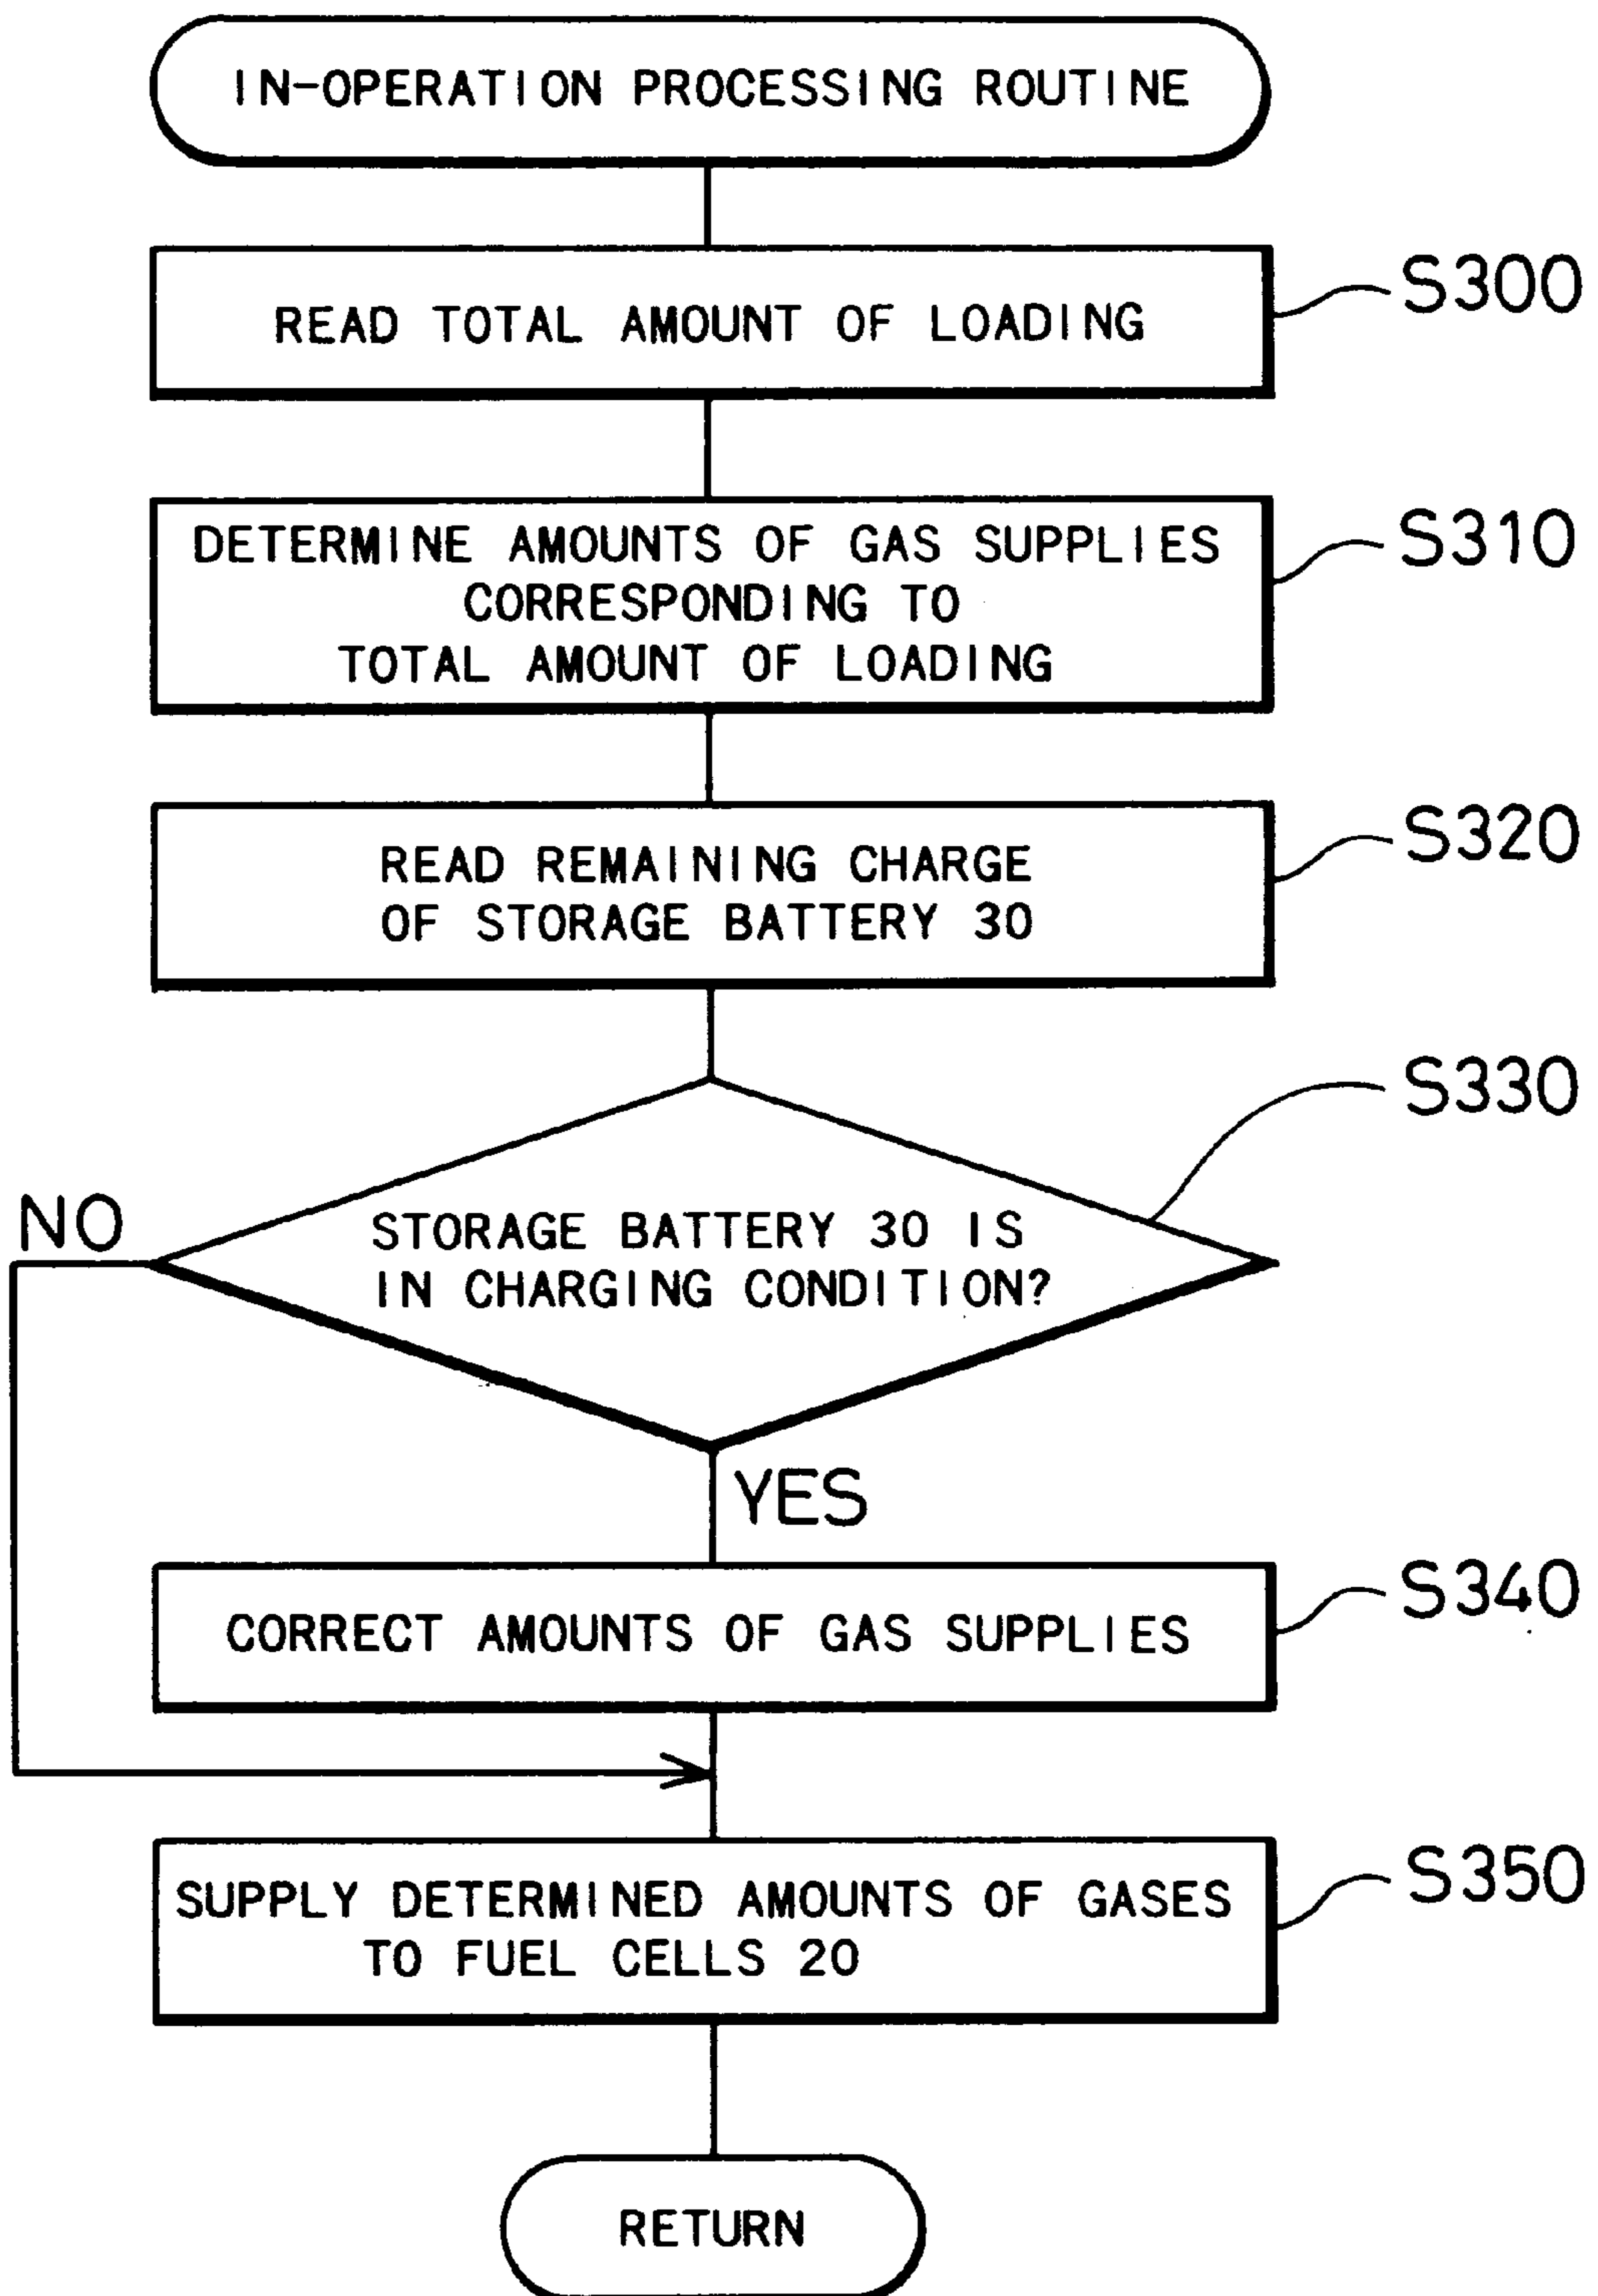 IN-OPERATION PROCESSING ROUTINE
READ TOTAL AMOUNT OF LOADING
S300
DETERMINE AMOUNTS OF GAS SUPPLIES
CORRESPONDING TO
TOTAL AMOUNT OF LOADING
S310
READ REMAINING CHARGE
OF STORAGE BATTERY 30
S320
STORAGE BATTERY 30 IS
IN CHARGING CONDITION?
S330
NO
YES
CORRECT AMOUNTS OF GAS SUPPLIES
S340
SUPPLY DETERMINED AMOUNTS OF GASES
TO FUEL CELLS 20
S350
RETURN